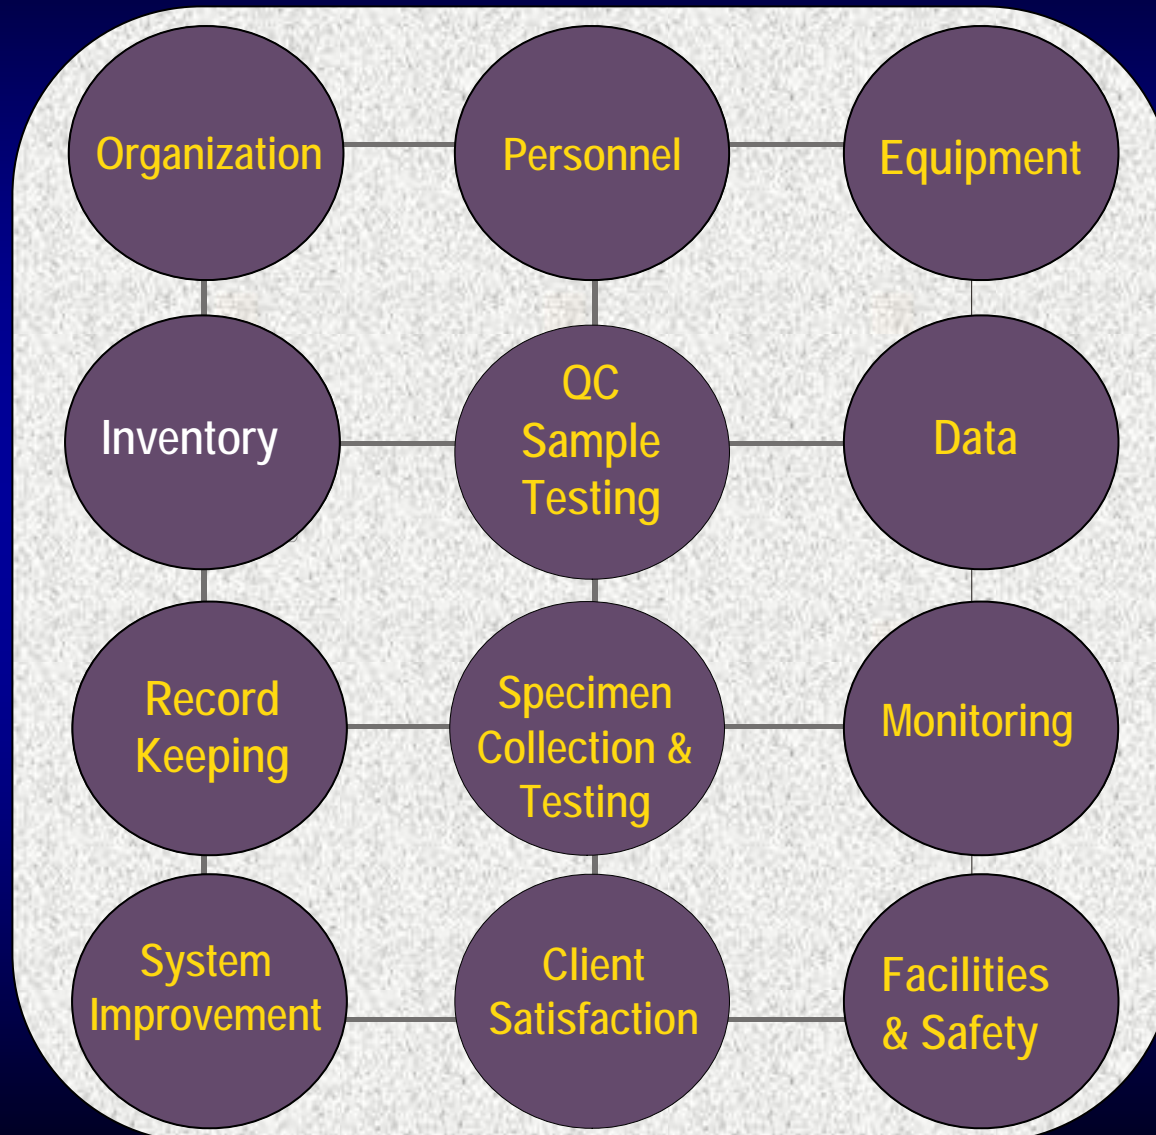 Organization
Personnel
Equipment
Inventory
QC
Sample
Testing
Data
Record
Keeping
Specimen
Collection &
Testing
Monitoring
System
Improvement
Client
Satisfaction
Facilities
& Safety